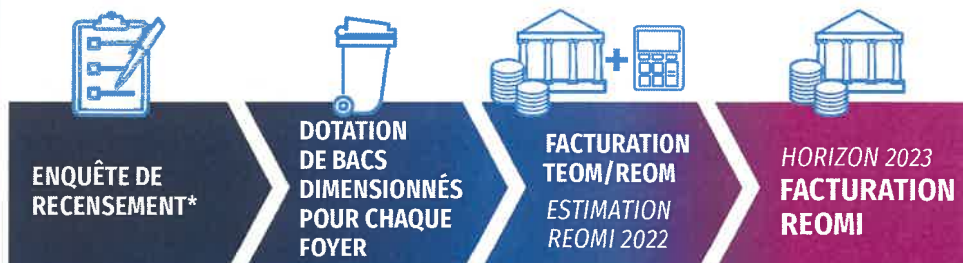 ENQUÊTE DE
RECENSEMENT*
DOTATION
DE BACS
DIMENSIONNÉS
POUR CHAQUE
FOYER
FACTURATION
TEOM/REOM
ESTIMATION
REOMI 2022
HORIZON 2023
FACTURATION
REOMI